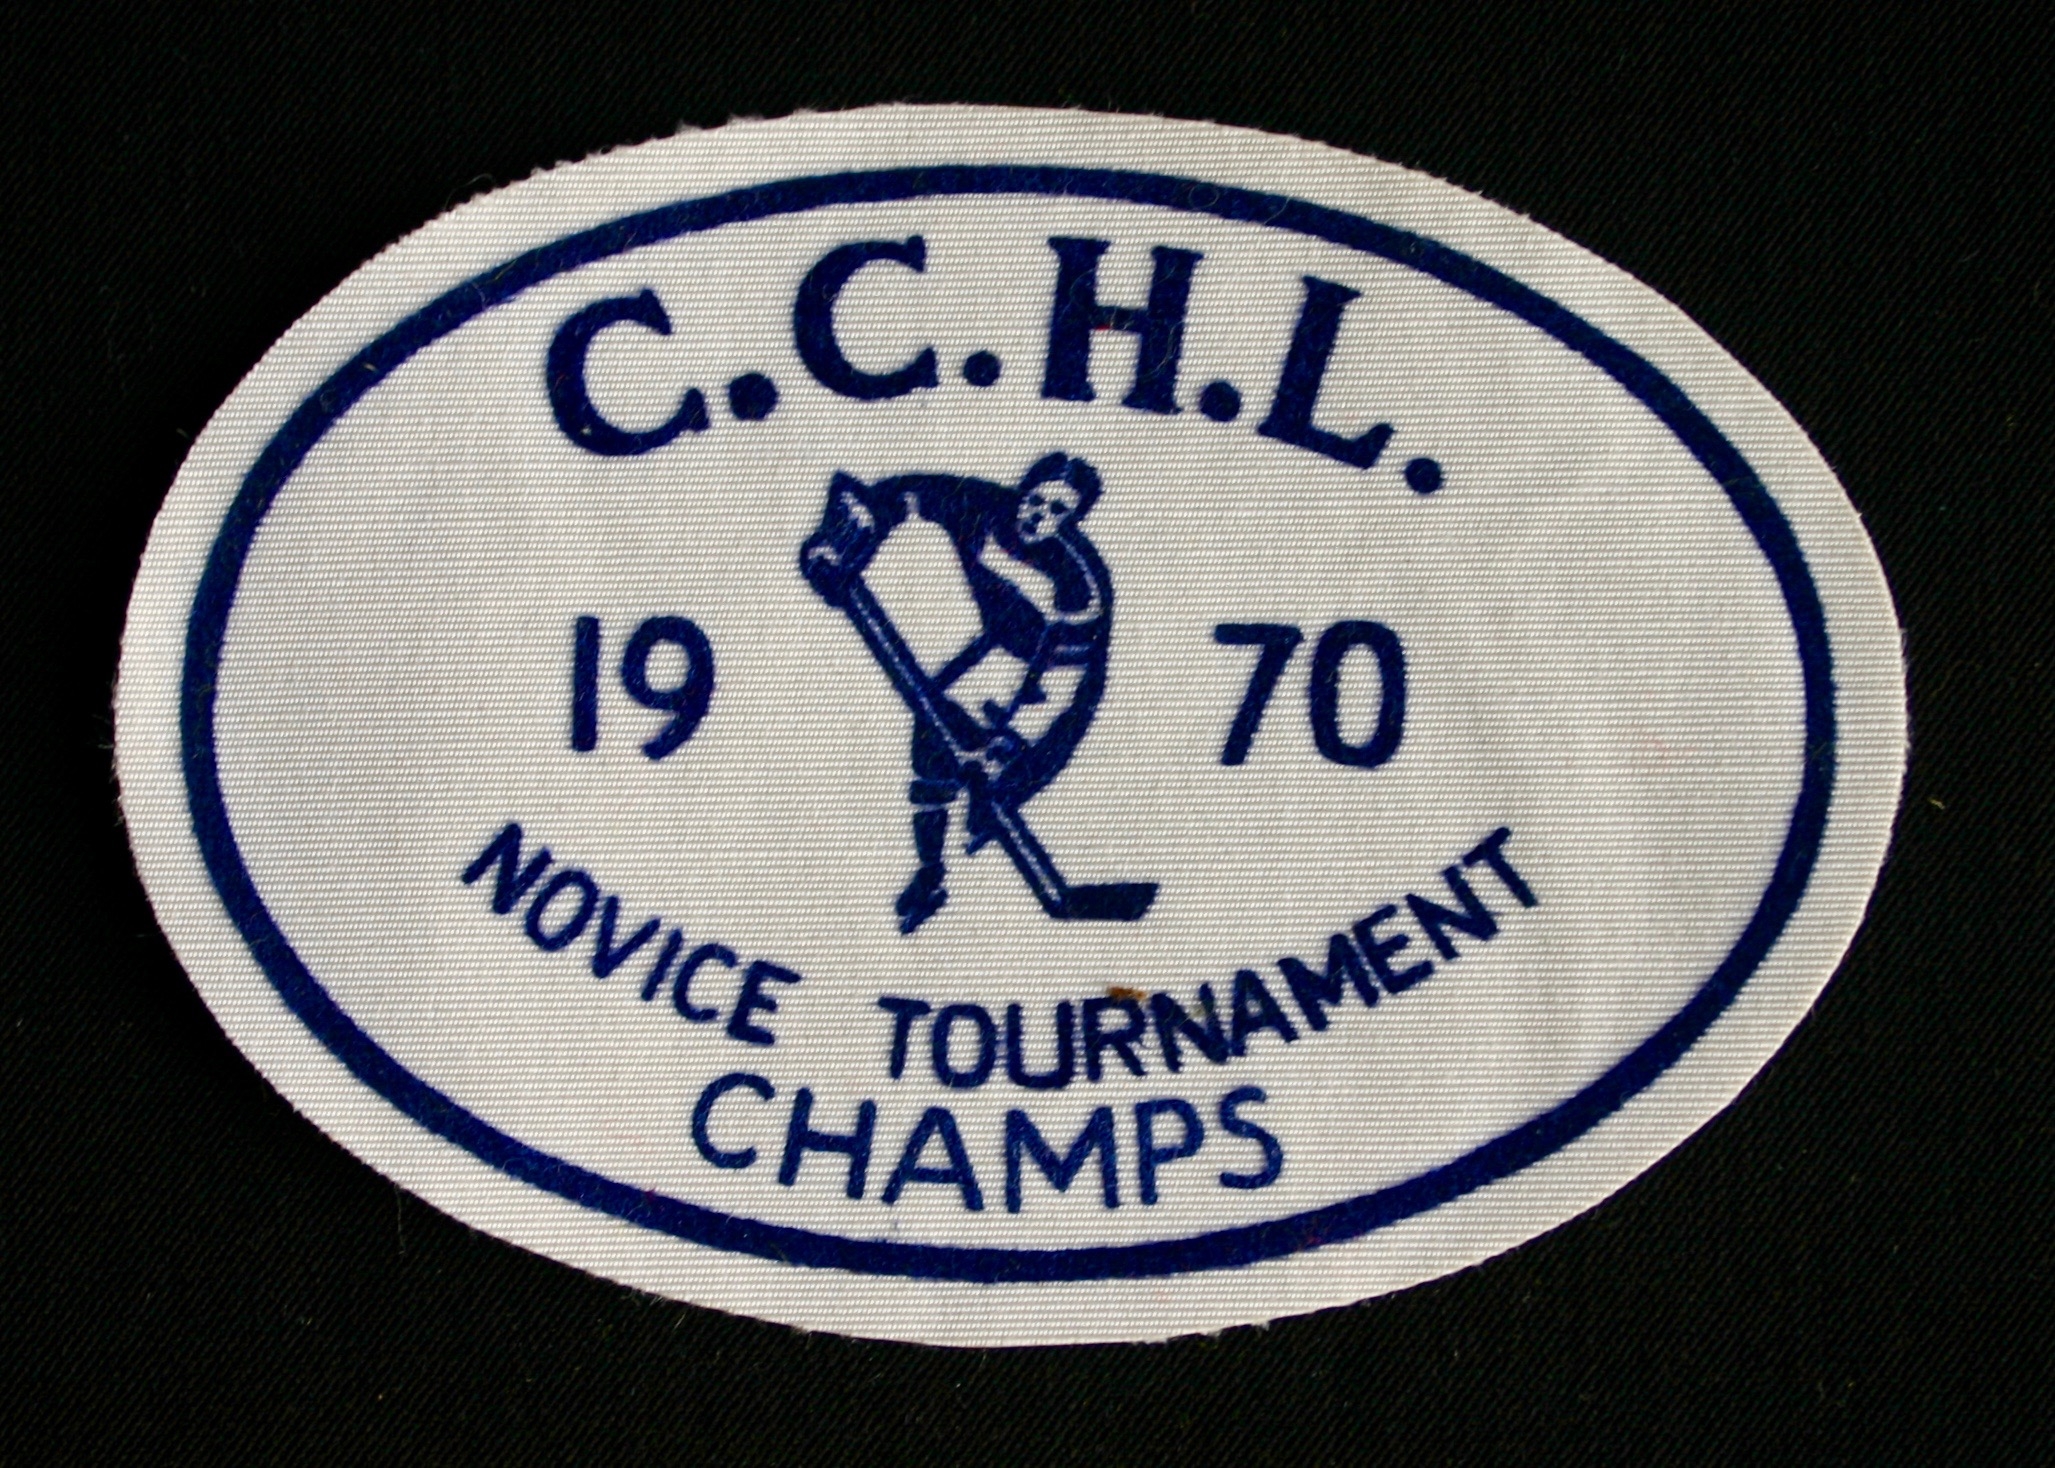 C.C.H.L.
19 70
NOVICE TOURNAMENT
CHAMPS